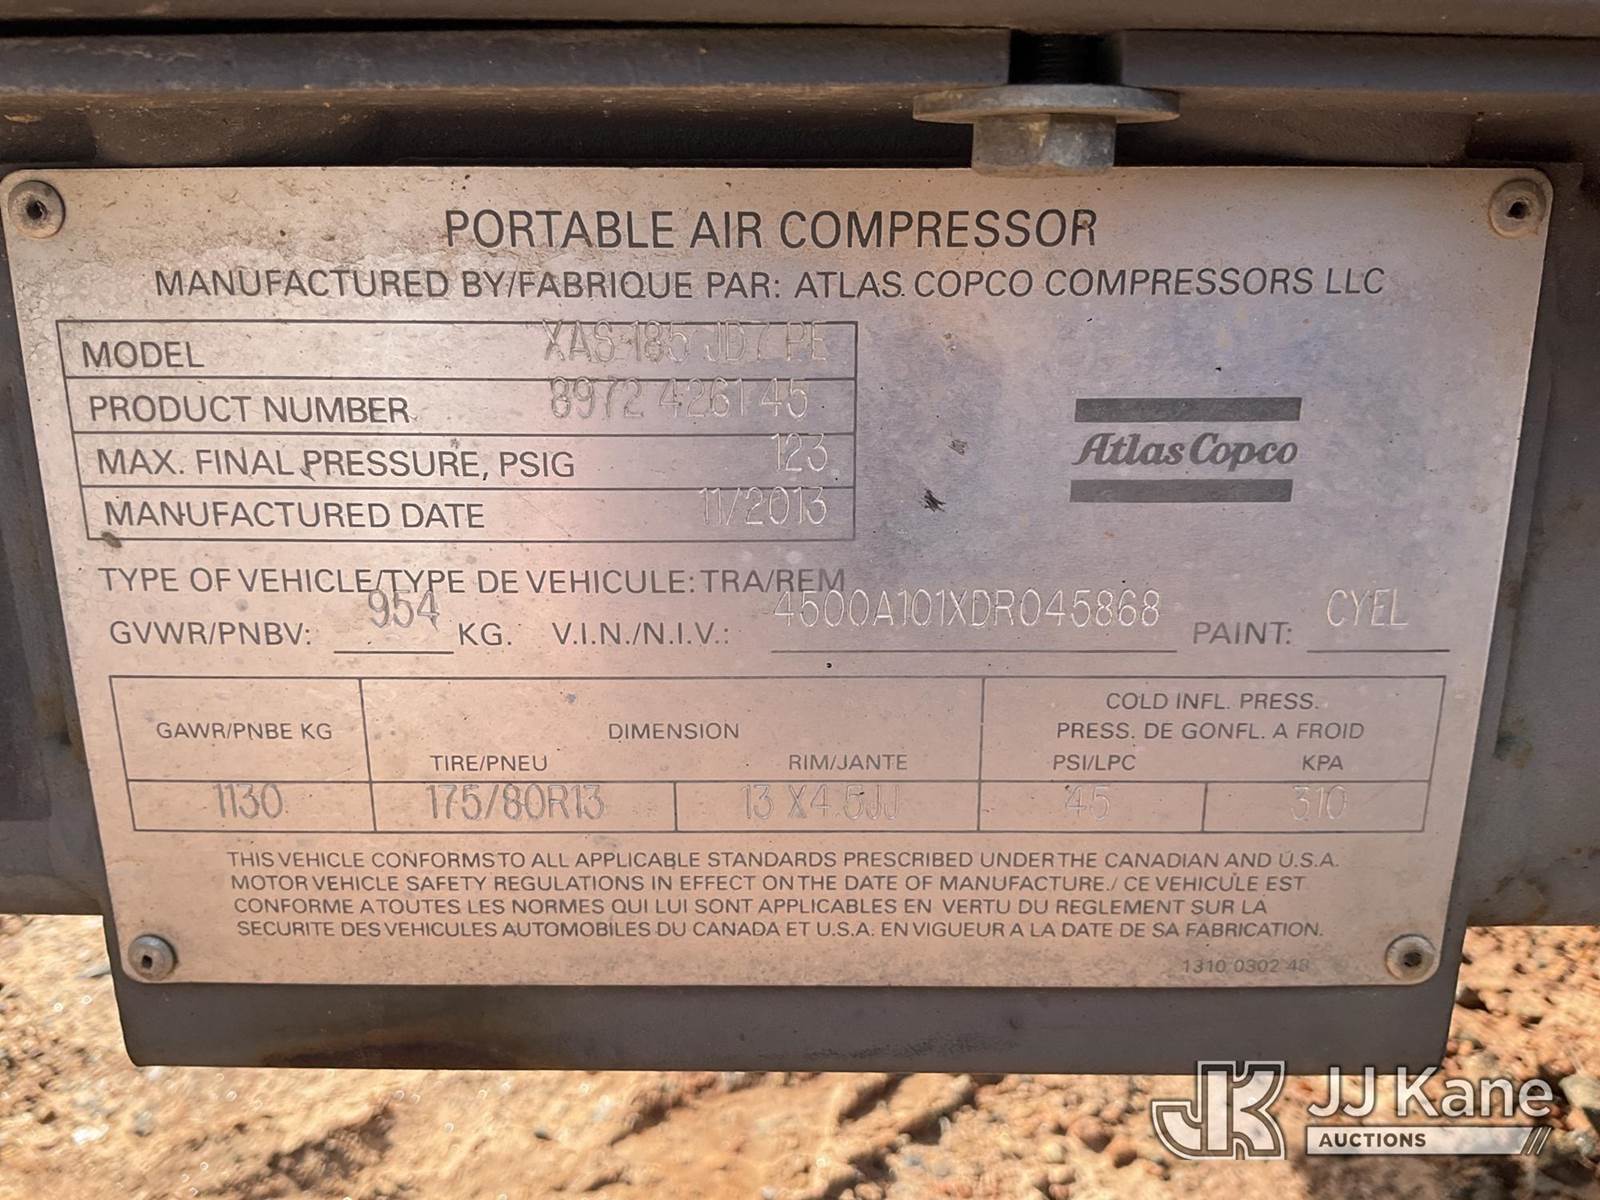 PORTABLE AIR COMPRESSOR
MANUFACTURED BY/FABRIQUE PAR: ATLAS COPCO COMPRESSORS LLC
MODEL XAS 185 JD7 PE
PRODUCT NUMBER 8972 4261 45
MAX. FINAL PRESSURE, PSIG 123
MANUFACTURED DATE 11/2013
Atlas Copco
TYPE OF VEHICLE/TYPE DE VEHICULE: TRA/REM
GVWR/PNBV: 954 KG. V.I.N./N.I.V.: 4500A101XDR045868 PAINT: CYEL
COLD INFL. PRESS.
GAWR/PNBE KG DIMENSION PRESS. DE GONFL. A FROID
TIRE/PNEU RIM/JANTE PSI/LPC KPA
1130 175/80R13 13 X4.5JJ 45 310
THIS VEHICLE CONFORMS TO ALL APPLICABLE STANDARDS PRESCRIBED UNDER THE CANADIAN AND U.S.A.
MOTOR VEHICLE SAFETY REGULATIONS IN EFFECT ON THE DATE OF MANUFACTURE./ CE VEHICULE EST
CONFORME A TOUTES LES NORMES QUI LUI SONT APPLICABLES EN VERTU DU REGLEMENT SUR LA
SECURITE DES VEHICULES AUTOMOBILES DU CANADA ET U.S.A. EN VIGUEUR A LA DATE DE SA FABRICATION.
1310 0302 48
JK JJ Kane
AUCTIONS